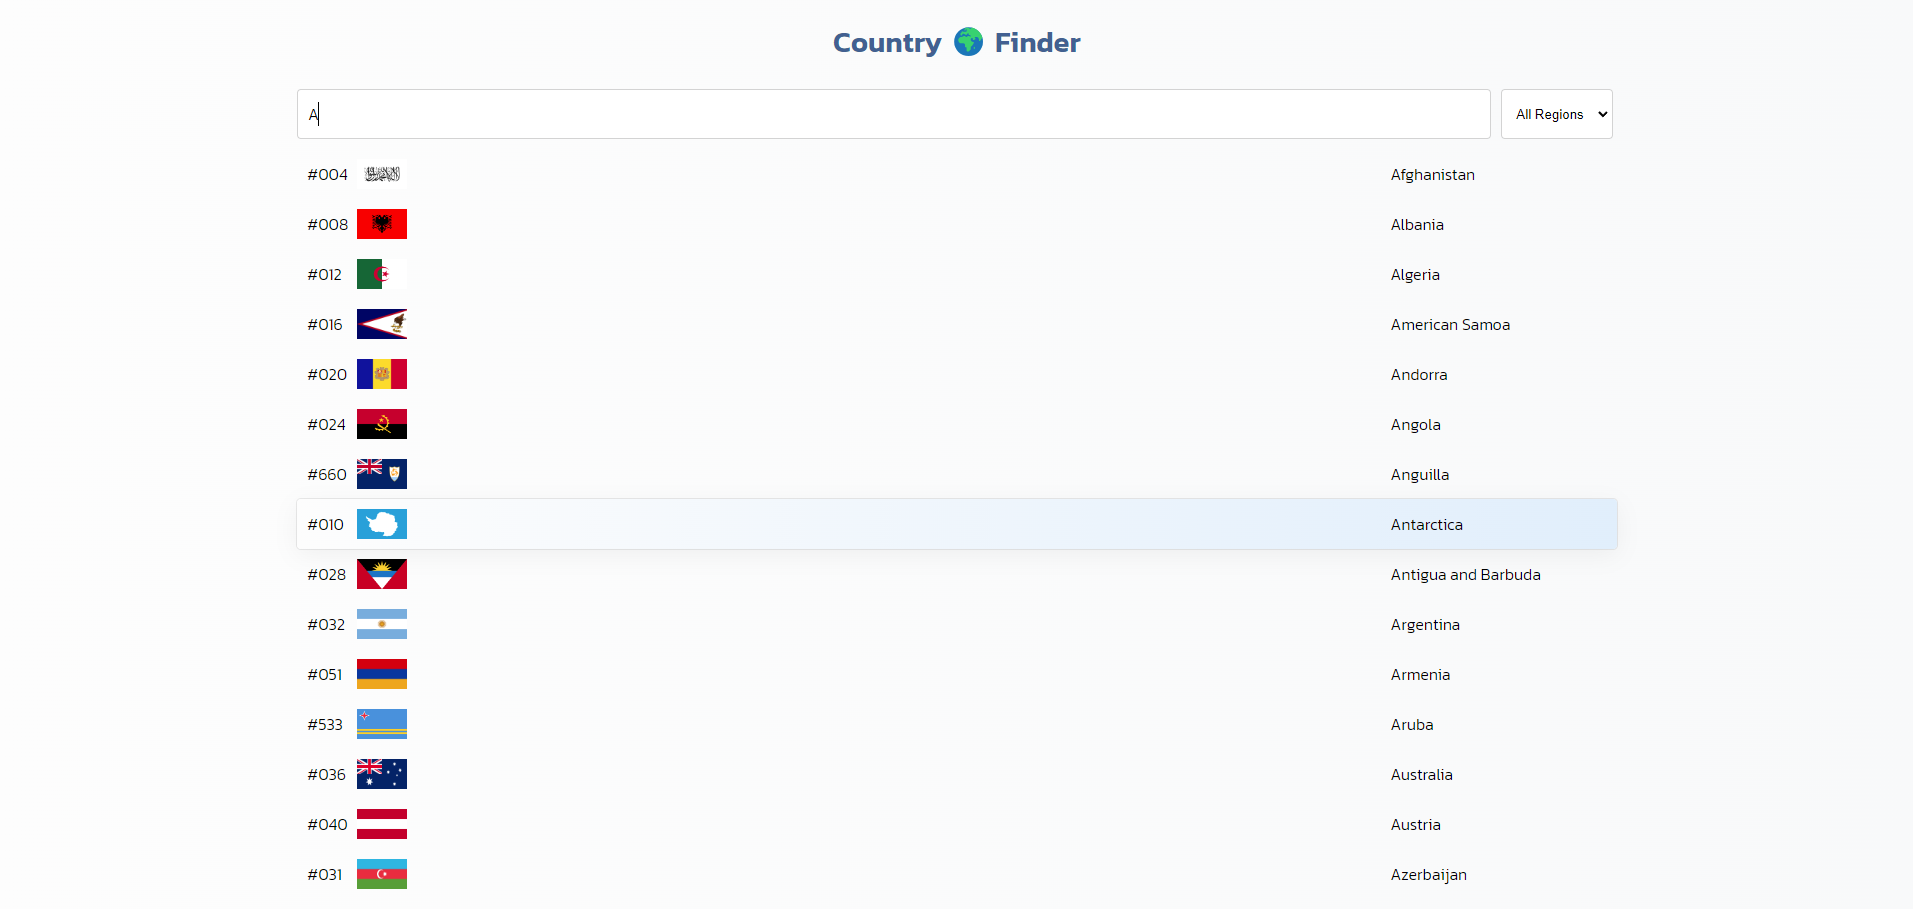 Country Finder
A
All Regions
#004 Afghanistan
#008 Albania
#012 Algeria
#016 American Samoa
#020 Andorra
#024 Angola
#660 Anguilla
#010 Antarctica
#028 Antigua and Barbuda
#032 Argentina
#051 Armenia
#533 Aruba
#036 Australia
#040 Austria
#031 Azerbaijan